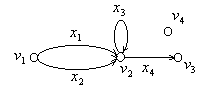 x₃
v₄
x₁
v₁
v₂
v₃
x₂
x₄